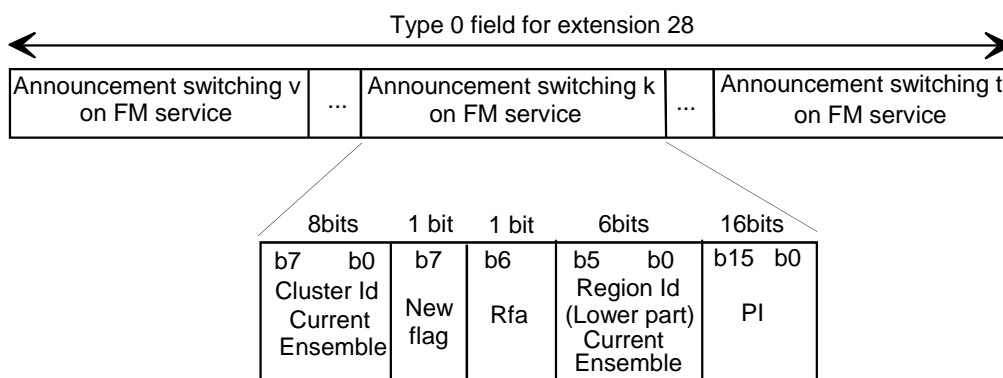 Type 0 field for extension 28
Announcement switching v
on FM service
...
Announcement switching k
on FM service
...
Announcement switching t
on FM service
8bits 1 bit 1 bit 6bits 16bits
b7 b0 b7 b6 b5 b0 b15 b0
Cluster Id
Current
Ensemble
New
flag
Rfa
Region Id
(Lower part)
Current
Ensemble
PI